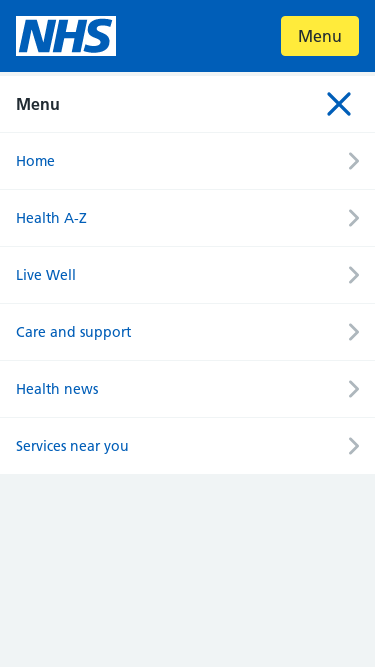 NHS
Menu
Menu
Home
Health A-Z
Live Well
Care and support
Health news
Services near you